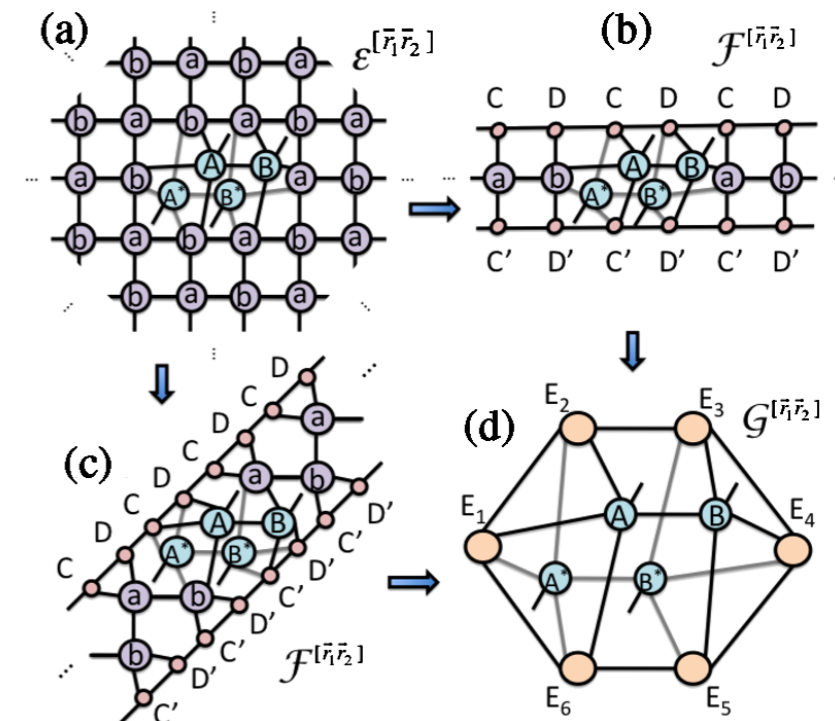 (a)
ε^[r⃗₁r⃗₂]
b a b a
b a b a b a
a b A B a b
A* B*
b a b a b a
b a b a
(b)
ℱ^[r⃗₁r⃗₂]
C D C D C D
a b A B a b
A* B*
C' D' C' D' C' D'
(c)
D
C
a
D
C
a b
D
D'
C
A B
C'
D
A* B*
D'
C
a b
C'
D'
b
C'
D'
C'
ℱ^[r⃗₁r⃗₂]
(d)
𝒢^[r⃗₁r⃗₂]
E₂ E₃
E₁ A B E₄
A* B*
E₆ E₅